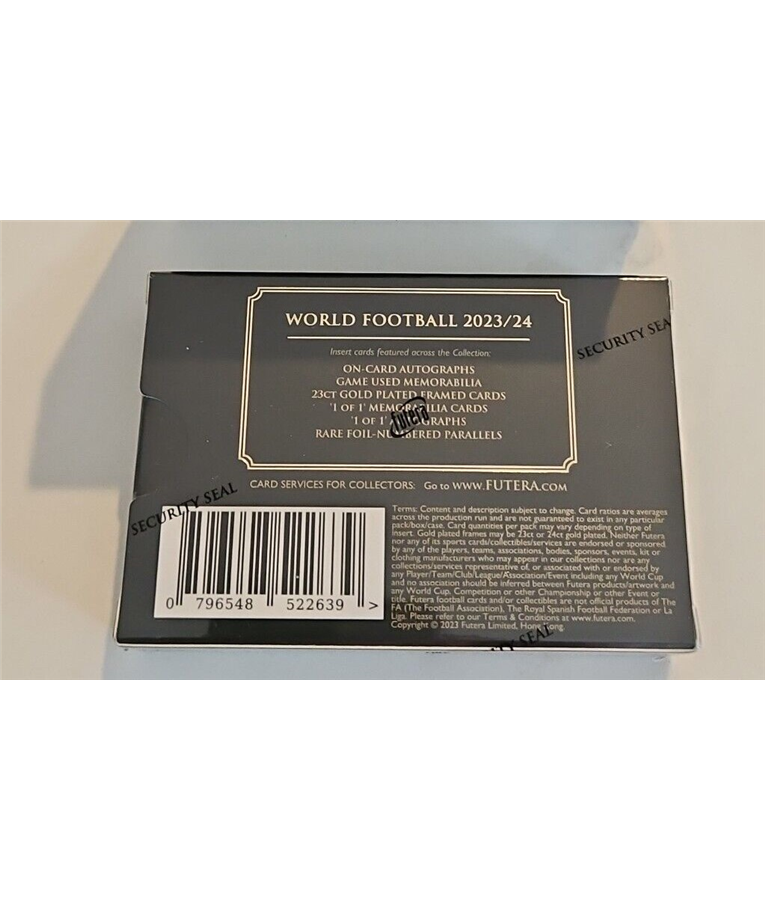 WORLD FOOTBALL 2023/24
Insert cards featured across the Collection:
ON-CARD AUTOGRAPHS
GAME USED MEMORABILIA
23CT GOLD PLATED FRAMED CARDS
'1 OF 1' MEMORABILIA CARDS
'1 OF 1' AUTOGRAPHS
RARE FOIL-NUMBERED PARALLELS
futera
SECURITY SEA
CARD SERVICES FOR COLLECTORS: Go to WWW.FUTERA.COM
SECURITY SEAL
0 796548 522639 >
Terms: Content and description subject to change. Card ratios are averages
across the production run and are not guaranteed to exist in any particular
pack/box/case. Card quantities per pack may vary depending on type of
insert. Gold plated frames may be 23ct or 24ct gold plated. Neither Futera
nor any of its sports cards/collectibles/services are endorsed or sponsored
by any of the players, teams, associations, bodies, sponsors, events, kit or
clothing manufacturers who may appear in our collections nor are any
collections/services representative of, or associated with or endorsed by
any Player/Team/Club/League/Association/Event including any World Cup
and no association should be inferred between Futera products/artwork and
any World Cup. Competition or other Championship or other Event or
title. Futera football cards and/or collectibles are not official products of The
FA (The Football Association), The Royal Spanish Football Federation or La
Liga. Please refer to our Terms & Conditions at www.futera.com.
Copyright © 2023 Futera Limited, Hong Kong.
TY SEAL